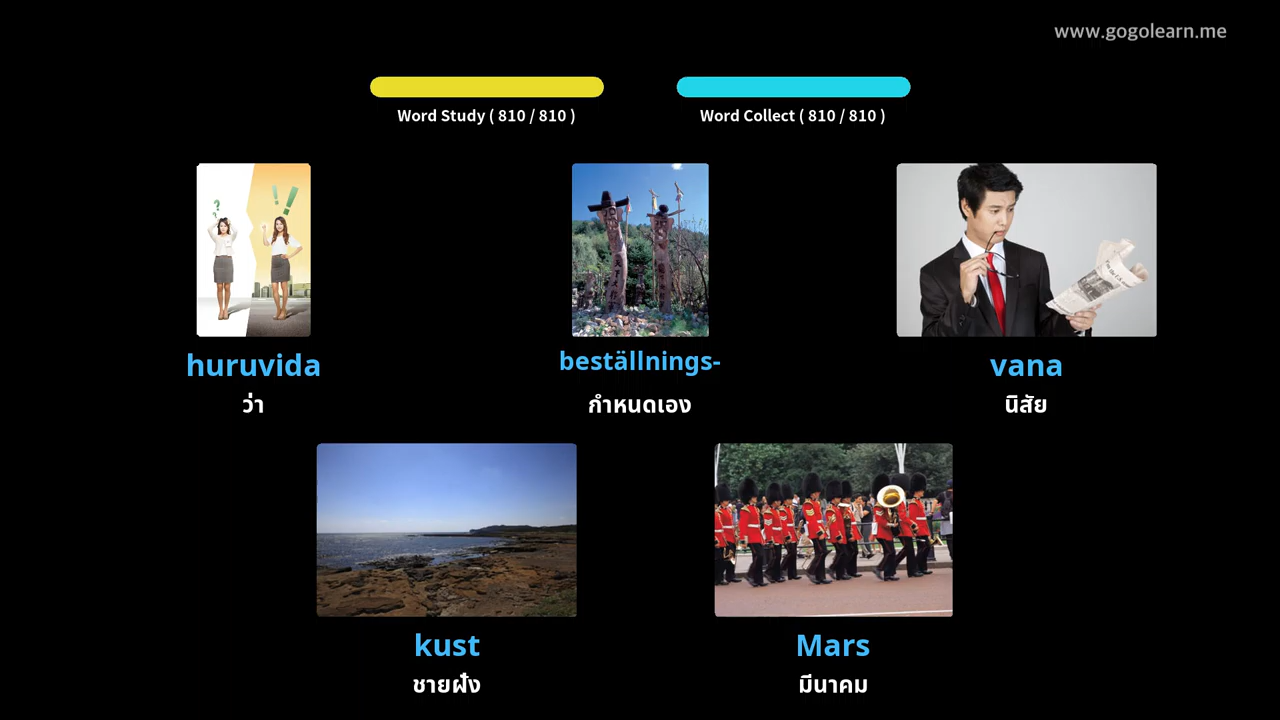 www.gogolearn.me
Word Study ( 810 / 810 )
Word Collect ( 810 / 810 )
huruvida
ว่า
beställnings-
กำหนดเอง
vana
นิสัย
kust
ชายฝั่ง
Mars
มีนาคม